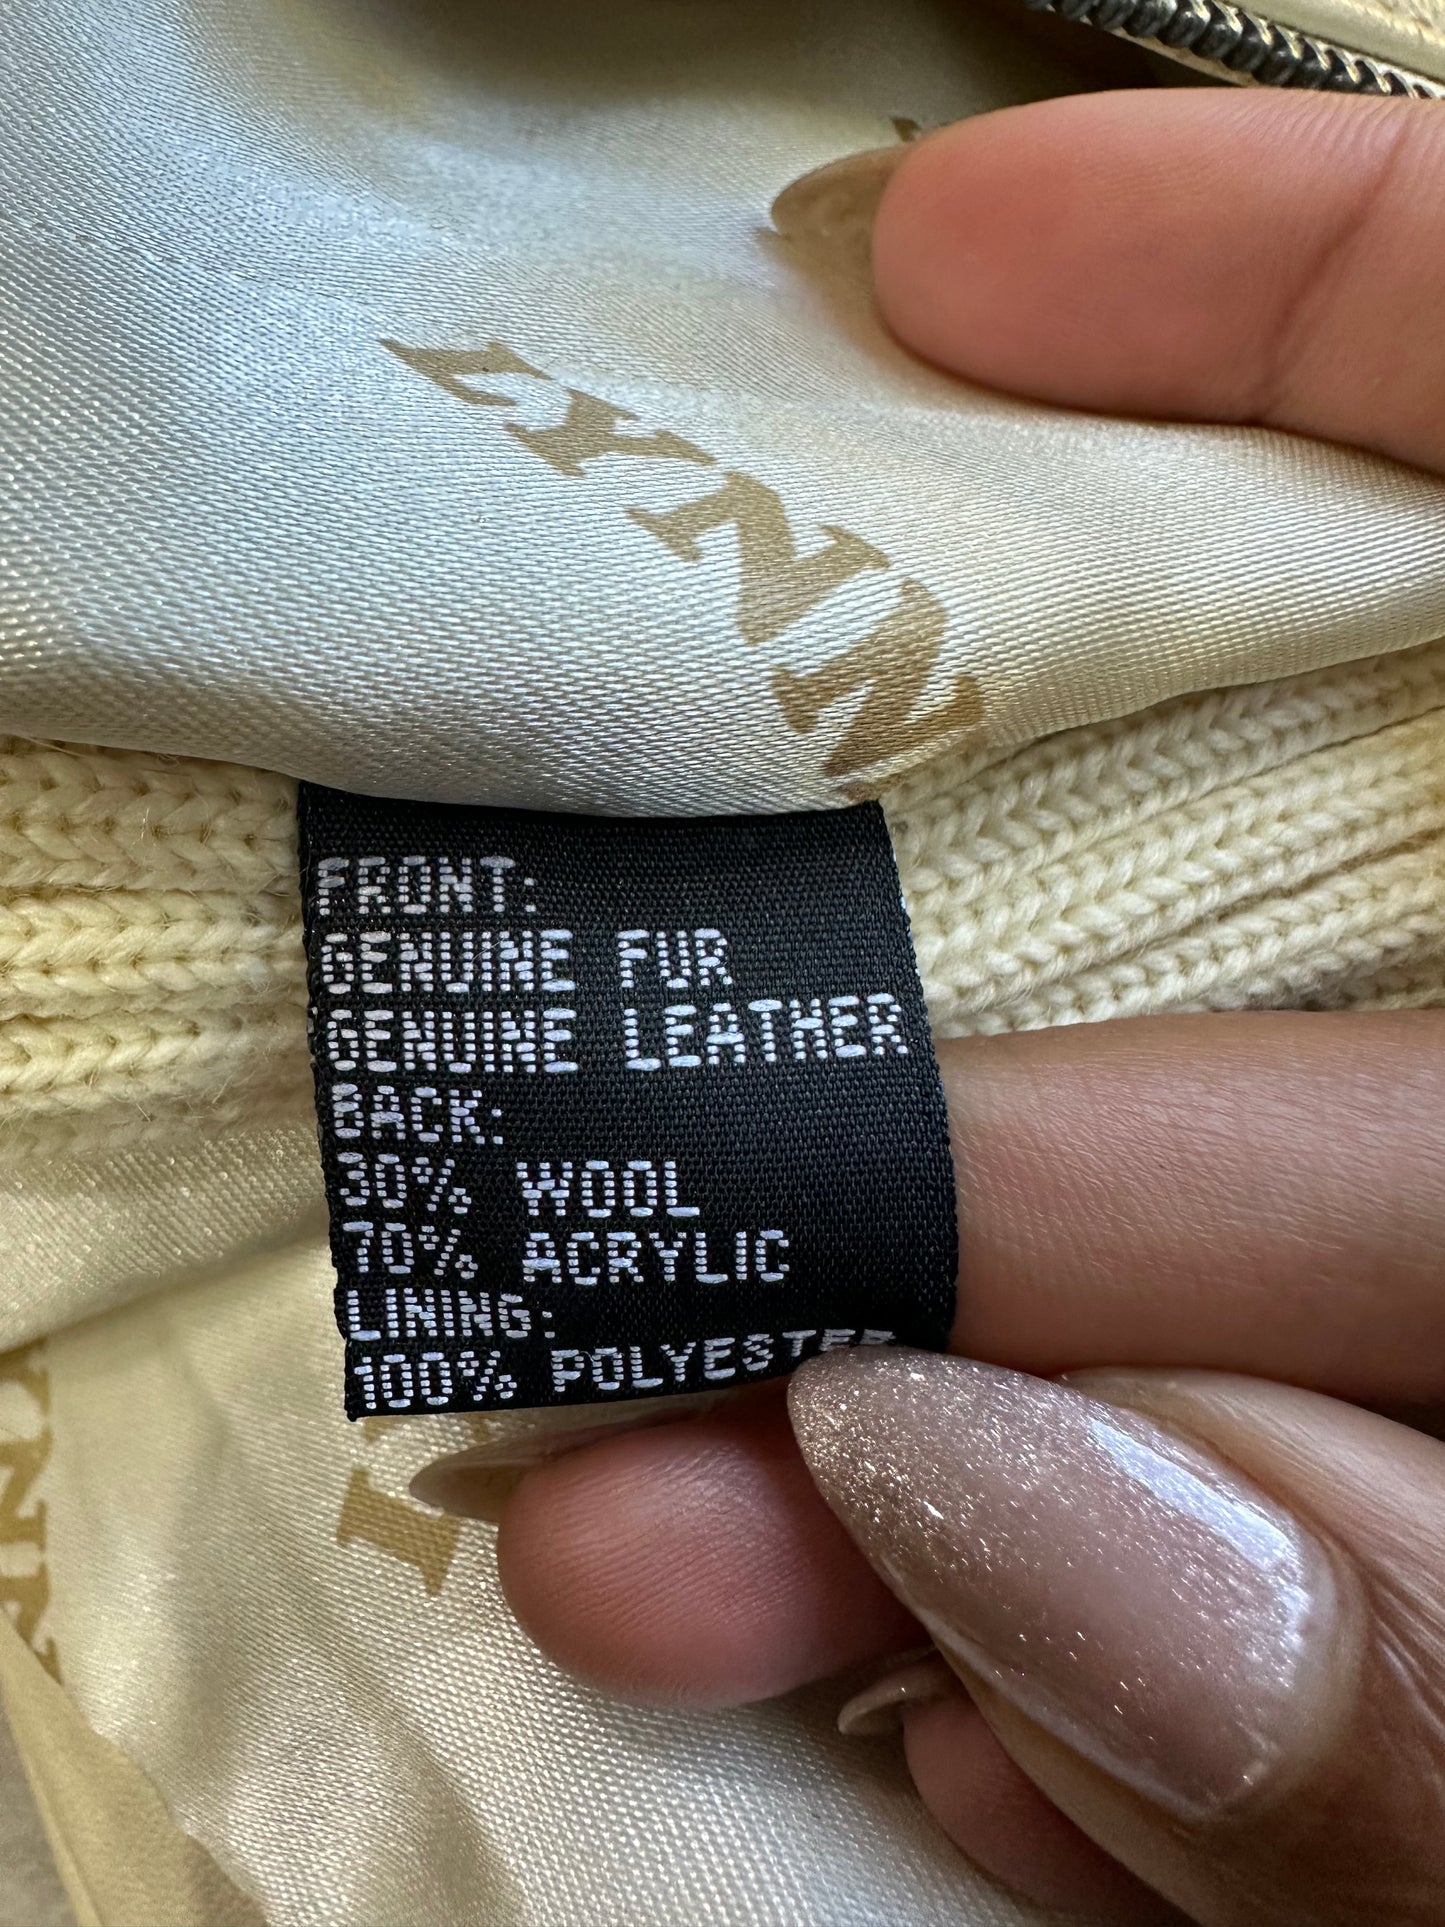 FRONT:
GENUINE FUR
GENUINE LEATHER
BACK:
30% WOOL
70% ACRYLIC
LINING:
100% POLYESTER